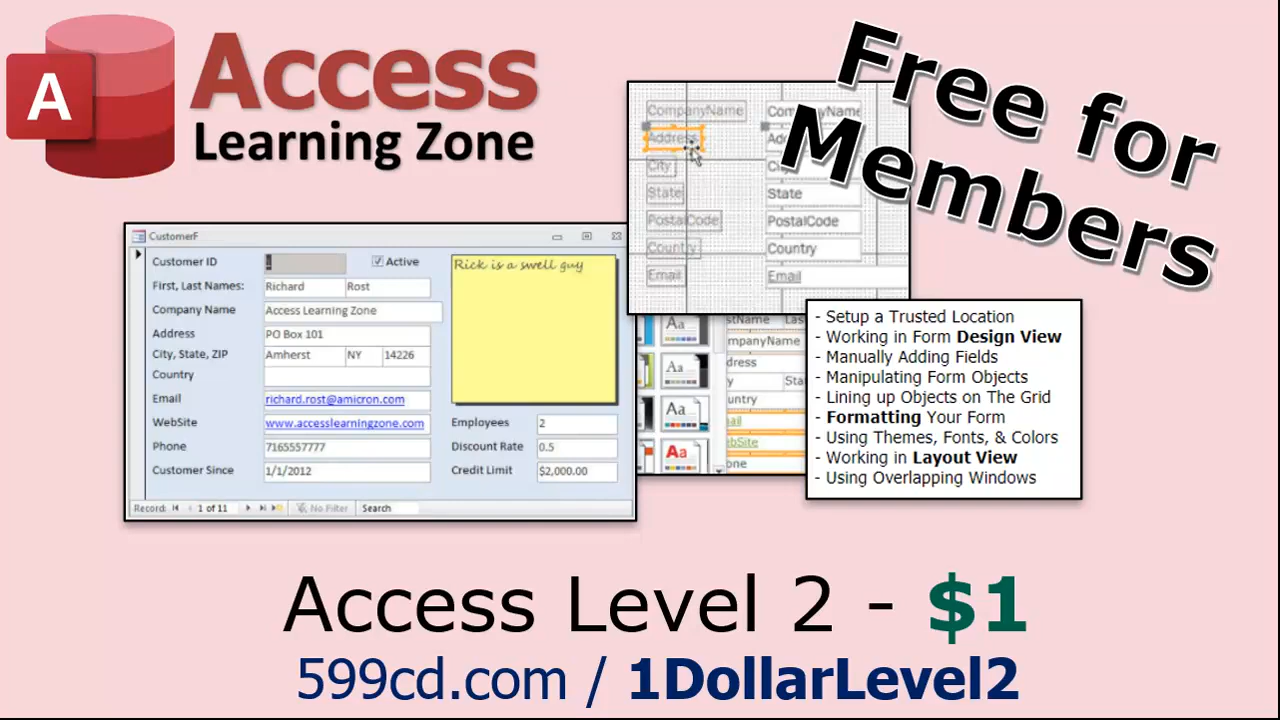 A
Access
Learning Zone
Free for
Members
CompanyName CompanyName
Address
City
State State
PostalCode PostalCode
Country Country
Email Email
CustomerF
Customer ID Active
First, Last Names: Richard Rost
Company Name Access Learning Zone
Address PO Box 101
City, State, ZIP Amherst NY 14226
Country
Email richard.rost@amicron.com
WebSite www.accesslearningzone.com
Phone 7165557777
Customer Since 1/1/2012
Rick is a swell guy
Employees 2
Discount Rate 0.5
Credit Limit $2,000.00
Record: 1 of 11 No Filter Search
Aa
Aa
Aa
Aa
- Setup a Trusted Location
- Working in Form Design View
- Manually Adding Fields
- Manipulating Form Objects
- Lining up Objects on The Grid
- Formatting Your Form
- Using Themes, Fonts, & Colors
- Working in Layout View
- Using Overlapping Windows
Access Level 2 - $1
599cd.com / 1DollarLevel2